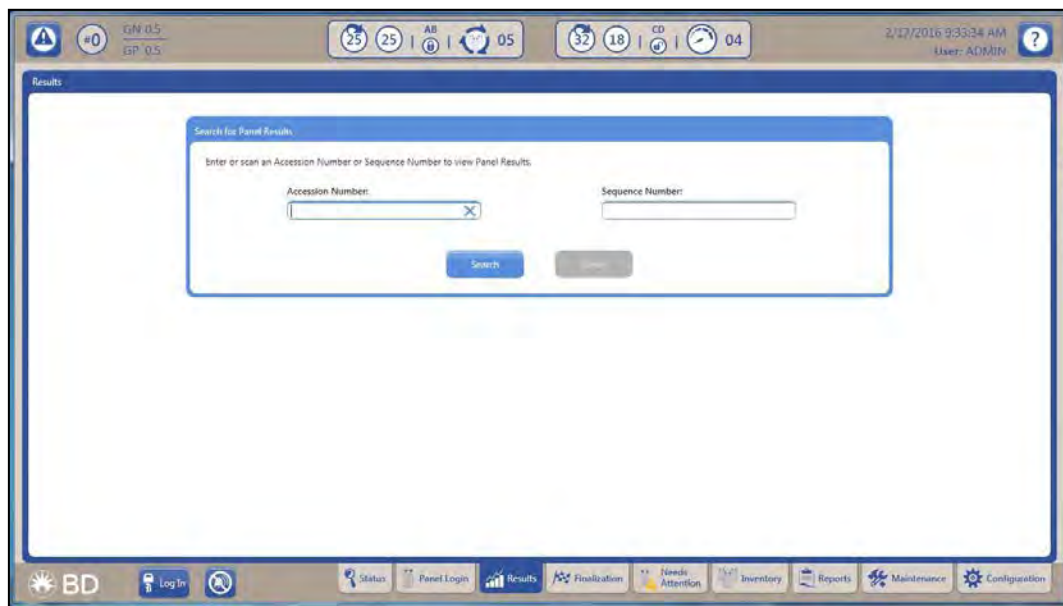 #0
GN 0.5
GP 0.5
25 25 AB 05
32 18 CD 04
2/17/2016 9:33:34 AM
User: ADMIN
?
Results
Search for Panel Results
Enter or scan an Accession Number or Sequence Number to view Panel Results.
Accession Number:
Sequence Number:
Search
BD
Log In
Status
Panel Login
Results
Finalization
Needs
Attention
Inventory
Reports
Maintenance
Configuration